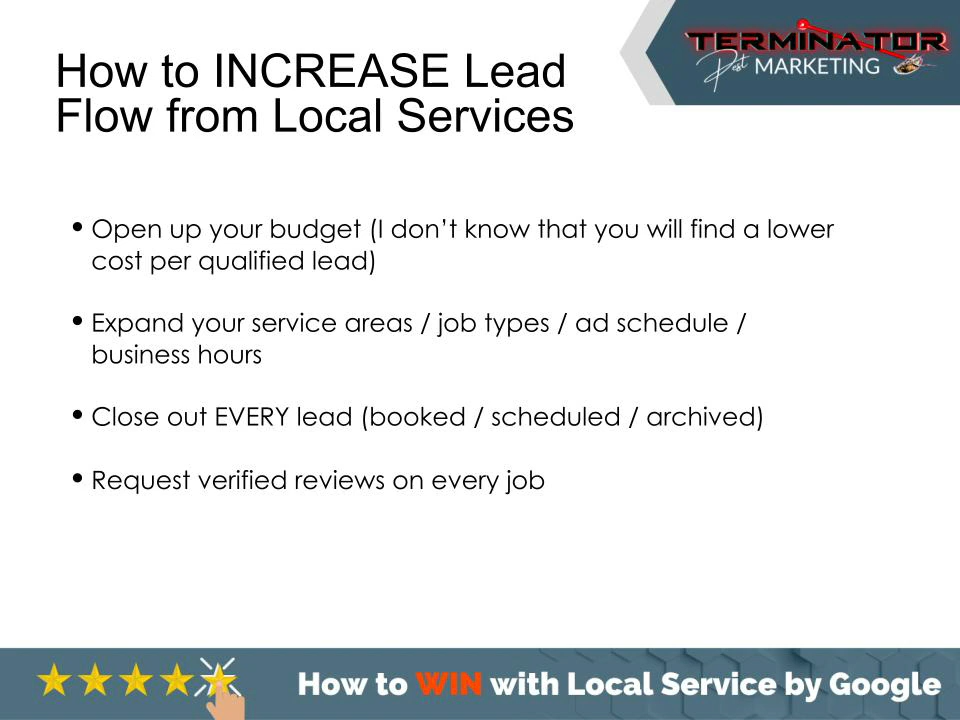 How to INCREASE Lead
Flow from Local Services
TERMINATOR
Pest MARKETING
• Open up your budget (I don’t know that you will find a lower
cost per qualified lead)
• Expand your service areas / job types / ad schedule /
business hours
• Close out EVERY lead (booked / scheduled / archived)
• Request verified reviews on every job
How to WIN with Local Service by Google